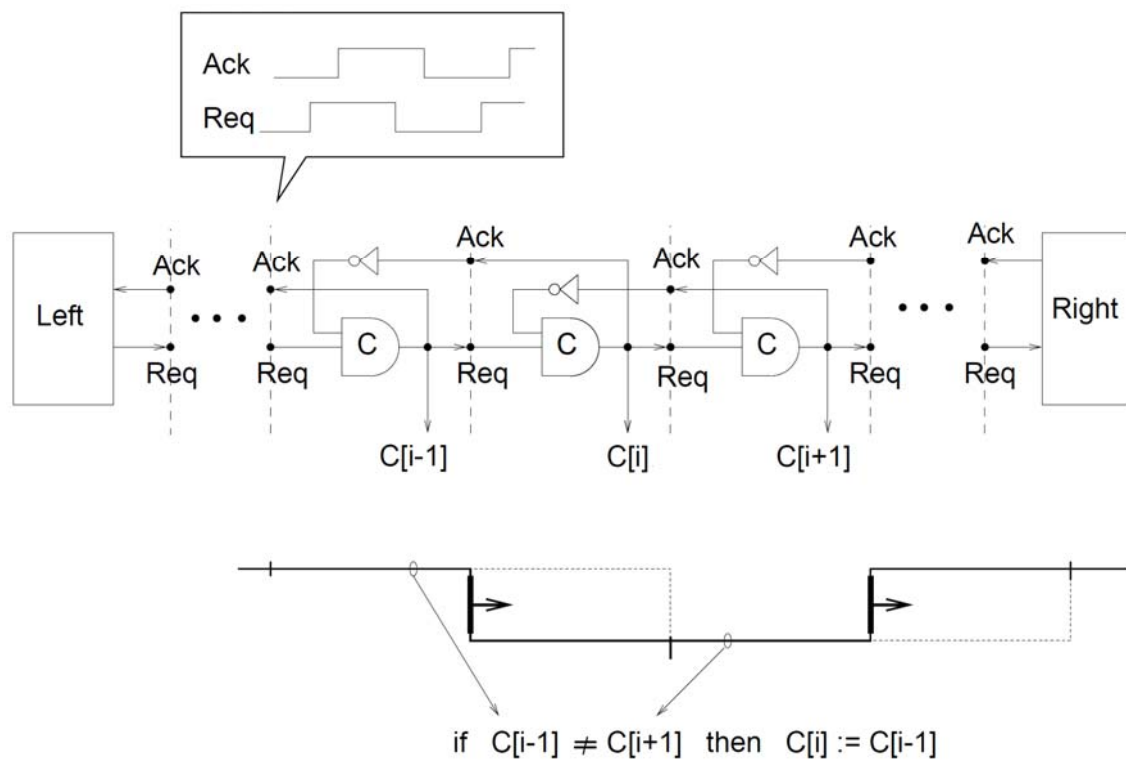 Ack
Req
Ack Ack Ack Ack Ack Ack
Left C C C Right
Req Req Req Req Req Req
C[i-1] C[i] C[i+1]
if C[i-1] ≠ C[i+1] then C[i] := C[i-1]